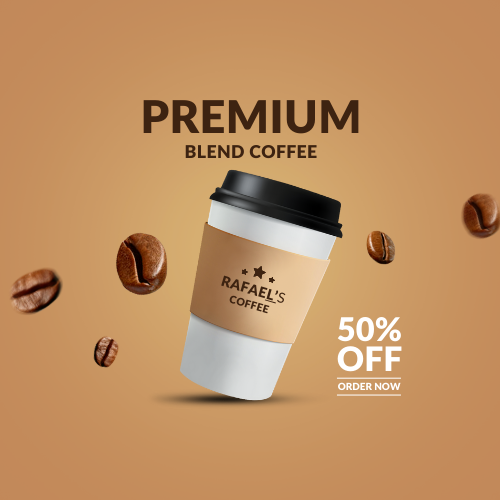 PREMIUM
BLEND COFFEE
RAFAEL'S
COFFEE
50%
OFF
ORDER NOW